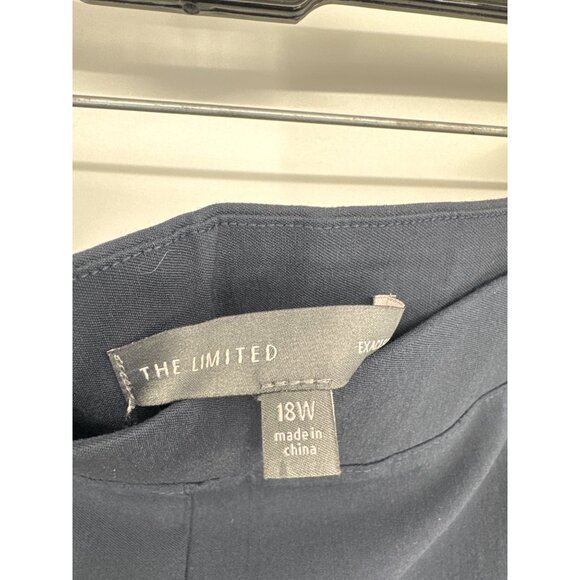 THE LIMITED
18W
made in
china